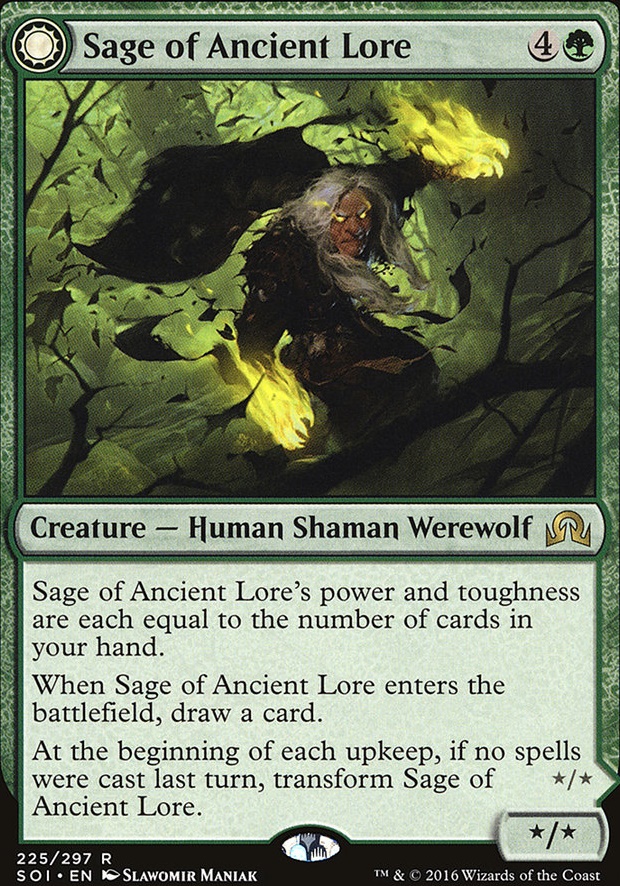 Sage of Ancient Lore 4
Creature — Human Shaman Werewolf
Sage of Ancient Lore's power and toughness
are each equal to the number of cards in
your hand.
When Sage of Ancient Lore enters the
battlefield, draw a card.
At the beginning of each upkeep, if no spells
were cast last turn, transform Sage of
Ancient Lore.
★/★
★/★
225/297 R
SOI • EN SLAWOMIR MANIAK
™ & © 2016 Wizards of the Coast